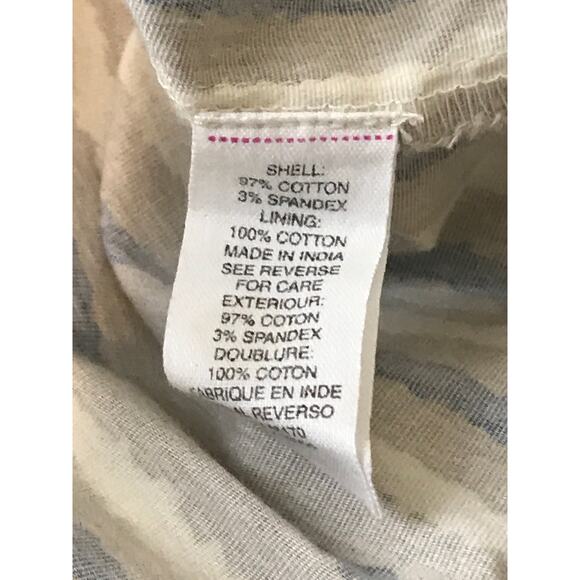 SHELL:
97% COTTON
3% SPANDEX
LINING:
100% COTTON
MADE IN INDIA
SEE REVERSE
FOR CARE
EXTERIOUR:
97% COTON
3% SPANDEX
DOUBLURE:
100% COTON
FABRIQUE EN INDE
REVERSO